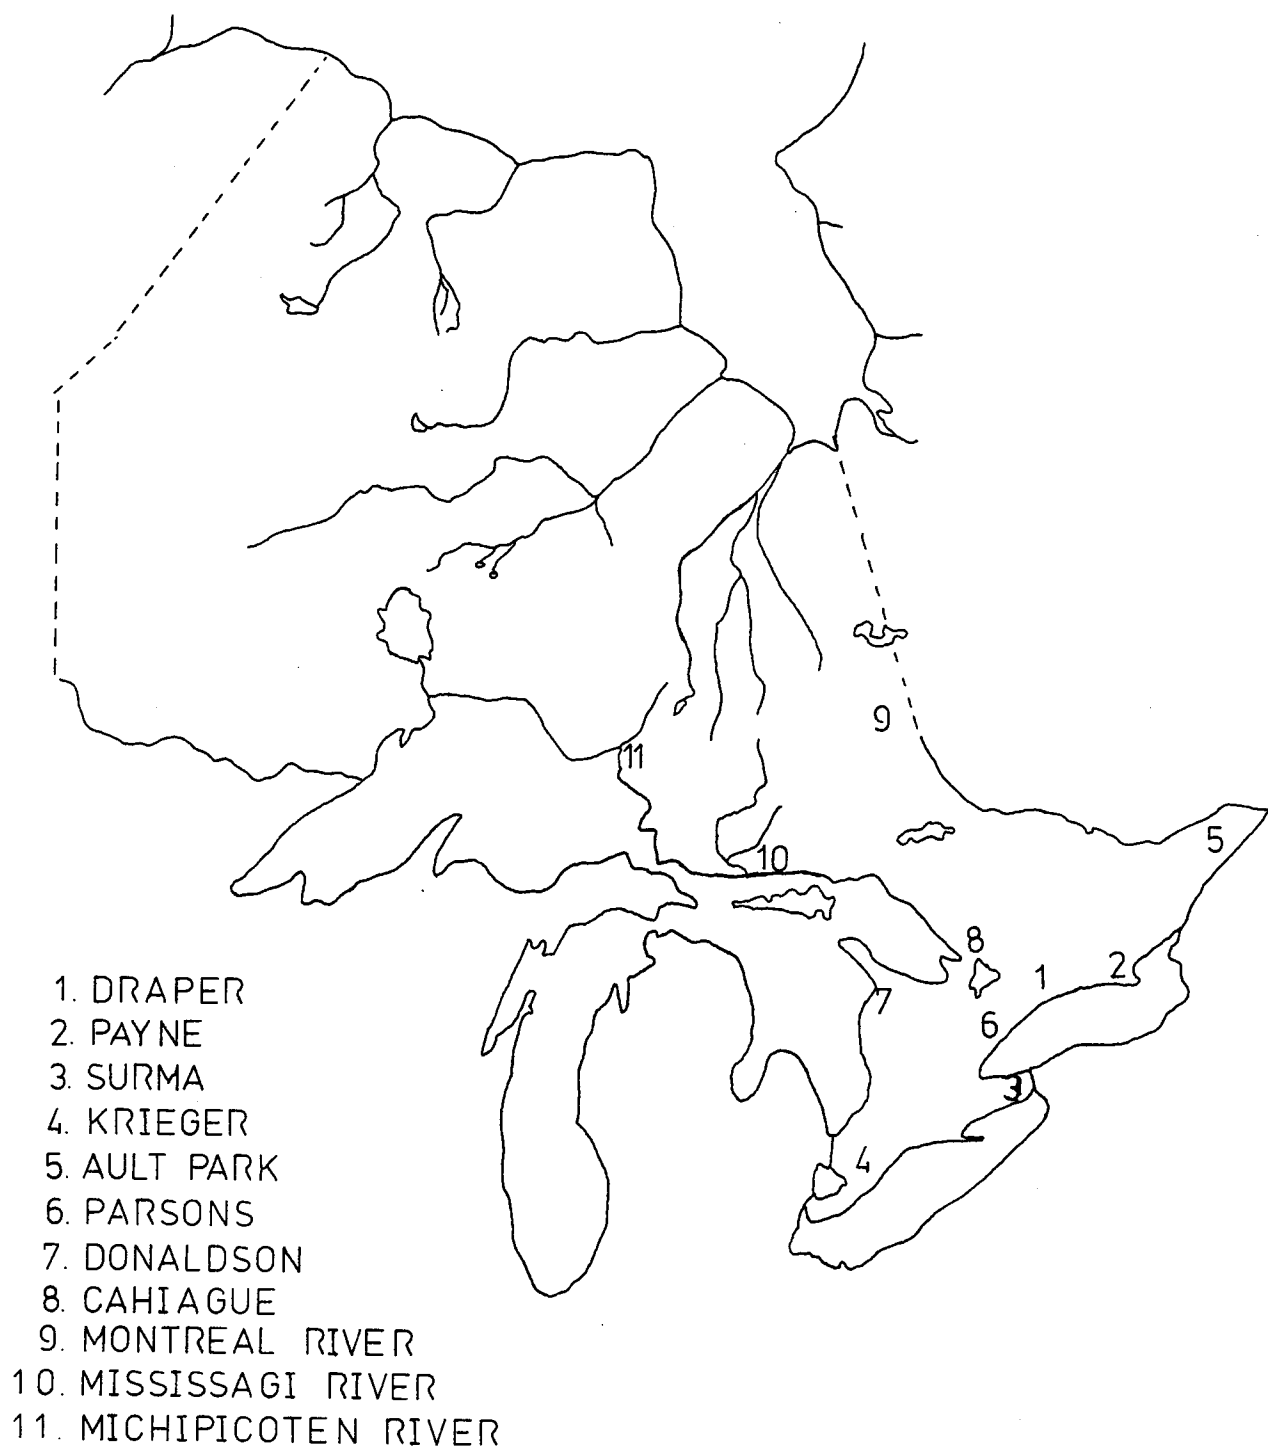 9
11
10
5
8
1
2
7
6
3
4
1. DRAPER
2. PAYNE
3. SURMA
4. KRIEGER
5. AULT PARK
6. PARSONS
7. DONALDSON
8. CAHIAGUE
9. MONTREAL RIVER
10. MISSISSAGI RIVER
11. MICHIPICOTEN RIVER